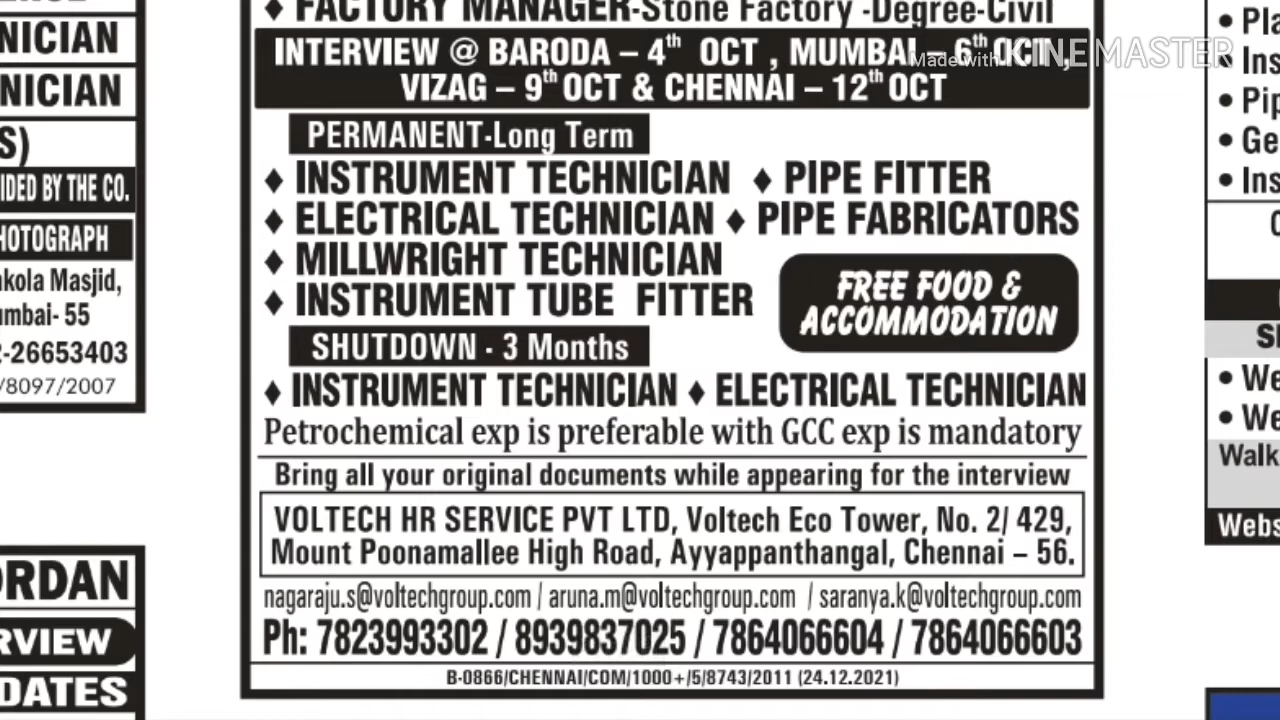 ♦ FACTORY MANAGER-Stone Factory -Degree-Civil
INTERVIEW @ BARODA – 4th OCT , MUMBAI – 6th OCT ,
VIZAG – 9th OCT & CHENNAI – 12th OCT
Made with KINEMASTER
PERMANENT-Long Term
♦ INSTRUMENT TECHNICIAN ♦ PIPE FITTER
♦ ELECTRICAL TECHNICIAN ♦ PIPE FABRICATORS
♦ MILLWRIGHT TECHNICIAN
♦ INSTRUMENT TUBE FITTER
FREE FOOD &
ACCOMMODATION
SHUTDOWN - 3 Months
♦ INSTRUMENT TECHNICIAN ♦ ELECTRICAL TECHNICIAN
Petrochemical exp is preferable with GCC exp is mandatory
Bring all your original documents while appearing for the interview
VOLTECH HR SERVICE PVT LTD, Voltech Eco Tower, No. 2/ 429,
Mount Poonamallee High Road, Ayyappanthangal, Chennai – 56.
nagaraju.s@voltechgroup.com / aruna.m@voltechgroup.com / saranya.k@voltechgroup.com
Ph: 7823993302 / 8939837025 / 7864066604 / 7864066603
B-0866/CHENNAI/COM/1000+/5/8743/2011 (24.12.2021)
NICIAN
NICIAN
S)
IDED BY THE CO.
HOTOGRAPH
akola Masjid,
umbai- 55
2-26653403
/8097/2007
ORDAN
RVIEW
DATES
• Pla
• Ins
• Pip
• Ge
• Ins
• We
• We
Walk
Webs